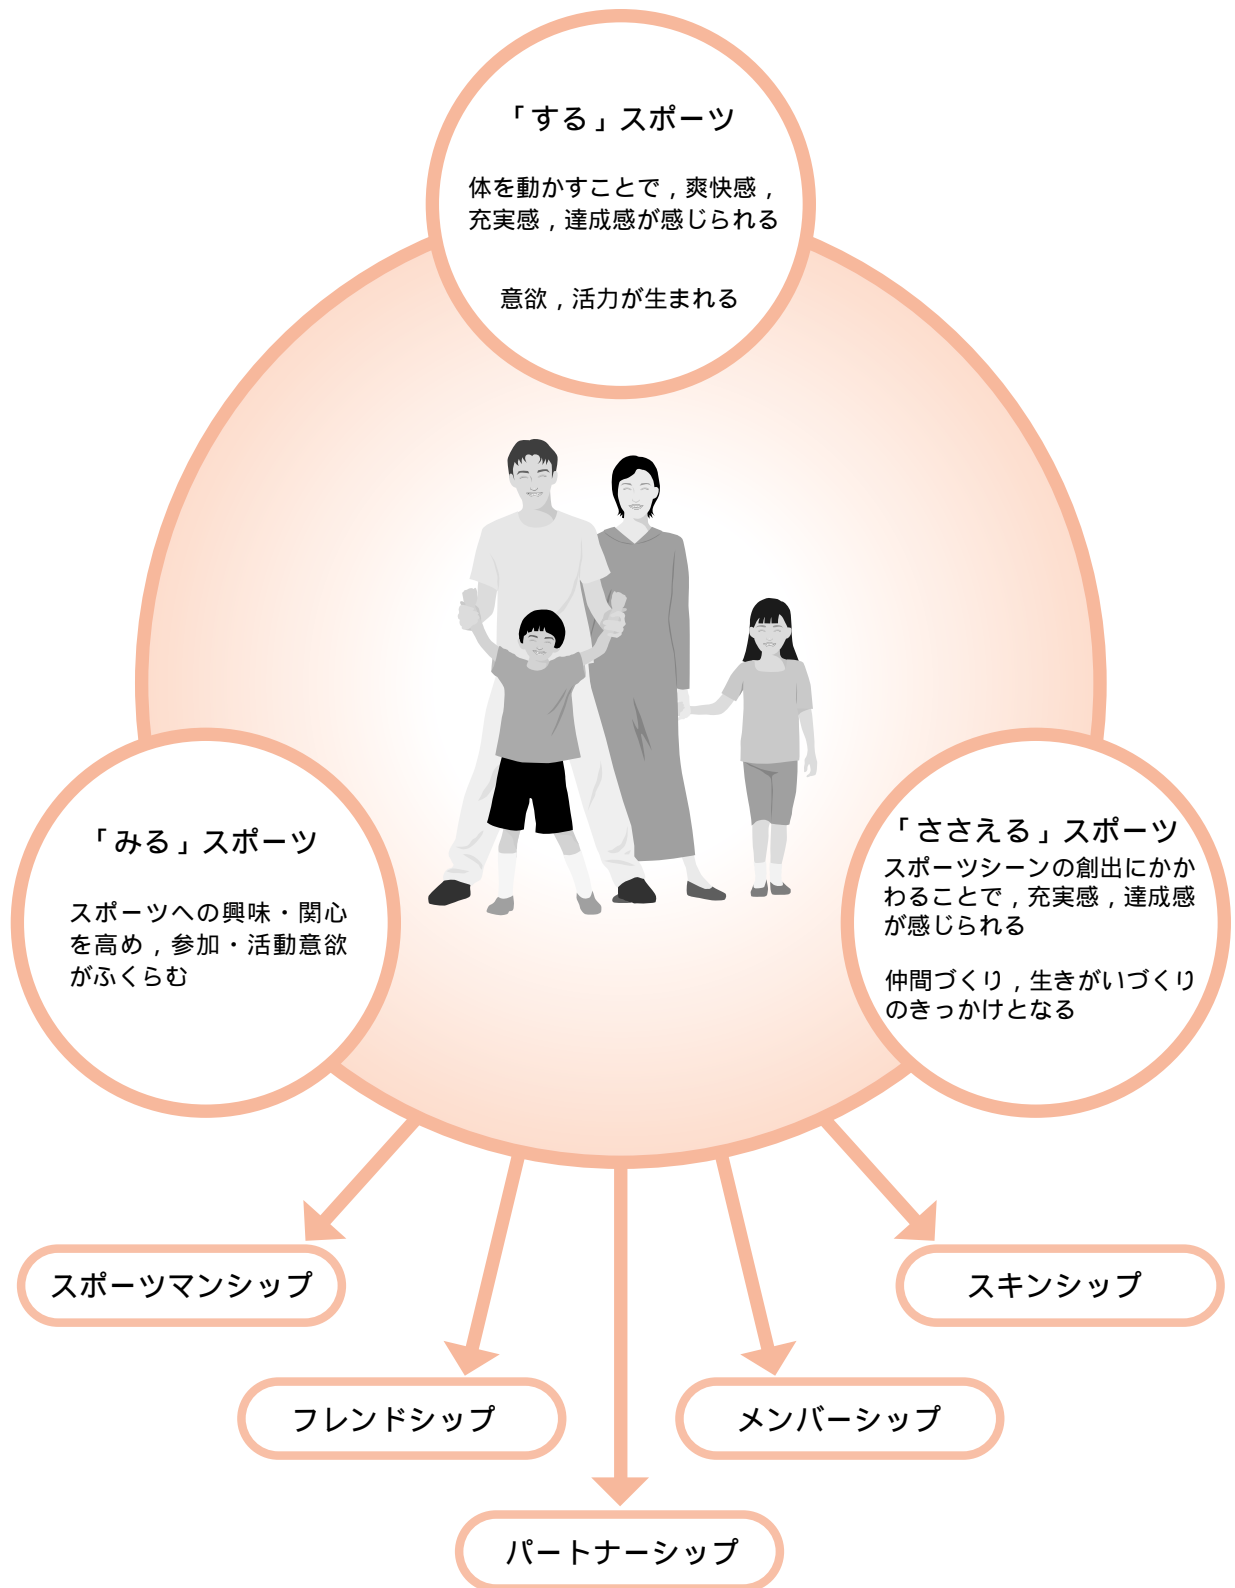 「する」スポーツ
体を動かすことで，爽快感，
充実感，達成感が感じられる
意欲，活力が生まれる
「みる」スポーツ
スポーツへの興味・関心
を高め，参加・活動意欲
がふくらむ
「ささえる」スポーツ
スポーツシーンの創出にかか
わることで，充実感，達成感
が感じられる
仲間づくり，生きがいづくり
のきっかけとなる
スポーツマンシップ
スキンシップ
フレンドシップ
メンバーシップ
パートナーシップ